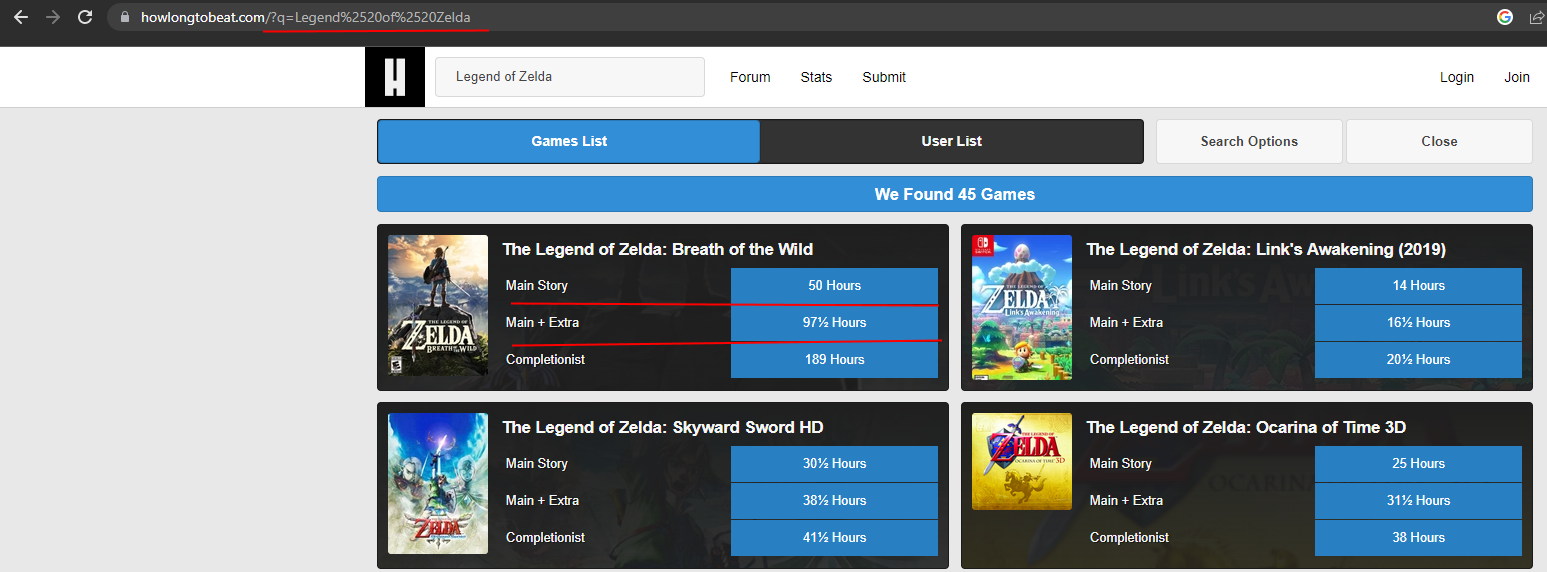 howlongtobeat.com/?q=Legend%2520of%2520Zelda
H
Legend of Zelda
Forum
Stats
Submit
Login
Join
Games List
User List
Search Options
Close
We Found 45 Games
THE LEGEND OF
ZELDA
BREATH OF THE WILD
The Legend of Zelda: Breath of the Wild
Main Story 50 Hours
Main + Extra 97½ Hours
Completionist 189 Hours
THE LEGEND OF
ZELDA
Link's Awakening
The Legend of Zelda: Link's Awakening (2019)
Main Story 14 Hours
Main + Extra 16½ Hours
Completionist 20½ Hours
ZELDA
The Legend of Zelda: Skyward Sword HD
Main Story 30½ Hours
Main + Extra 38½ Hours
Completionist 41½ Hours
THE LEGEND OF
ZELDA
OCARINA OF TIME 3D
The Legend of Zelda: Ocarina of Time 3D
Main Story 25 Hours
Main + Extra 31½ Hours
Completionist 38 Hours